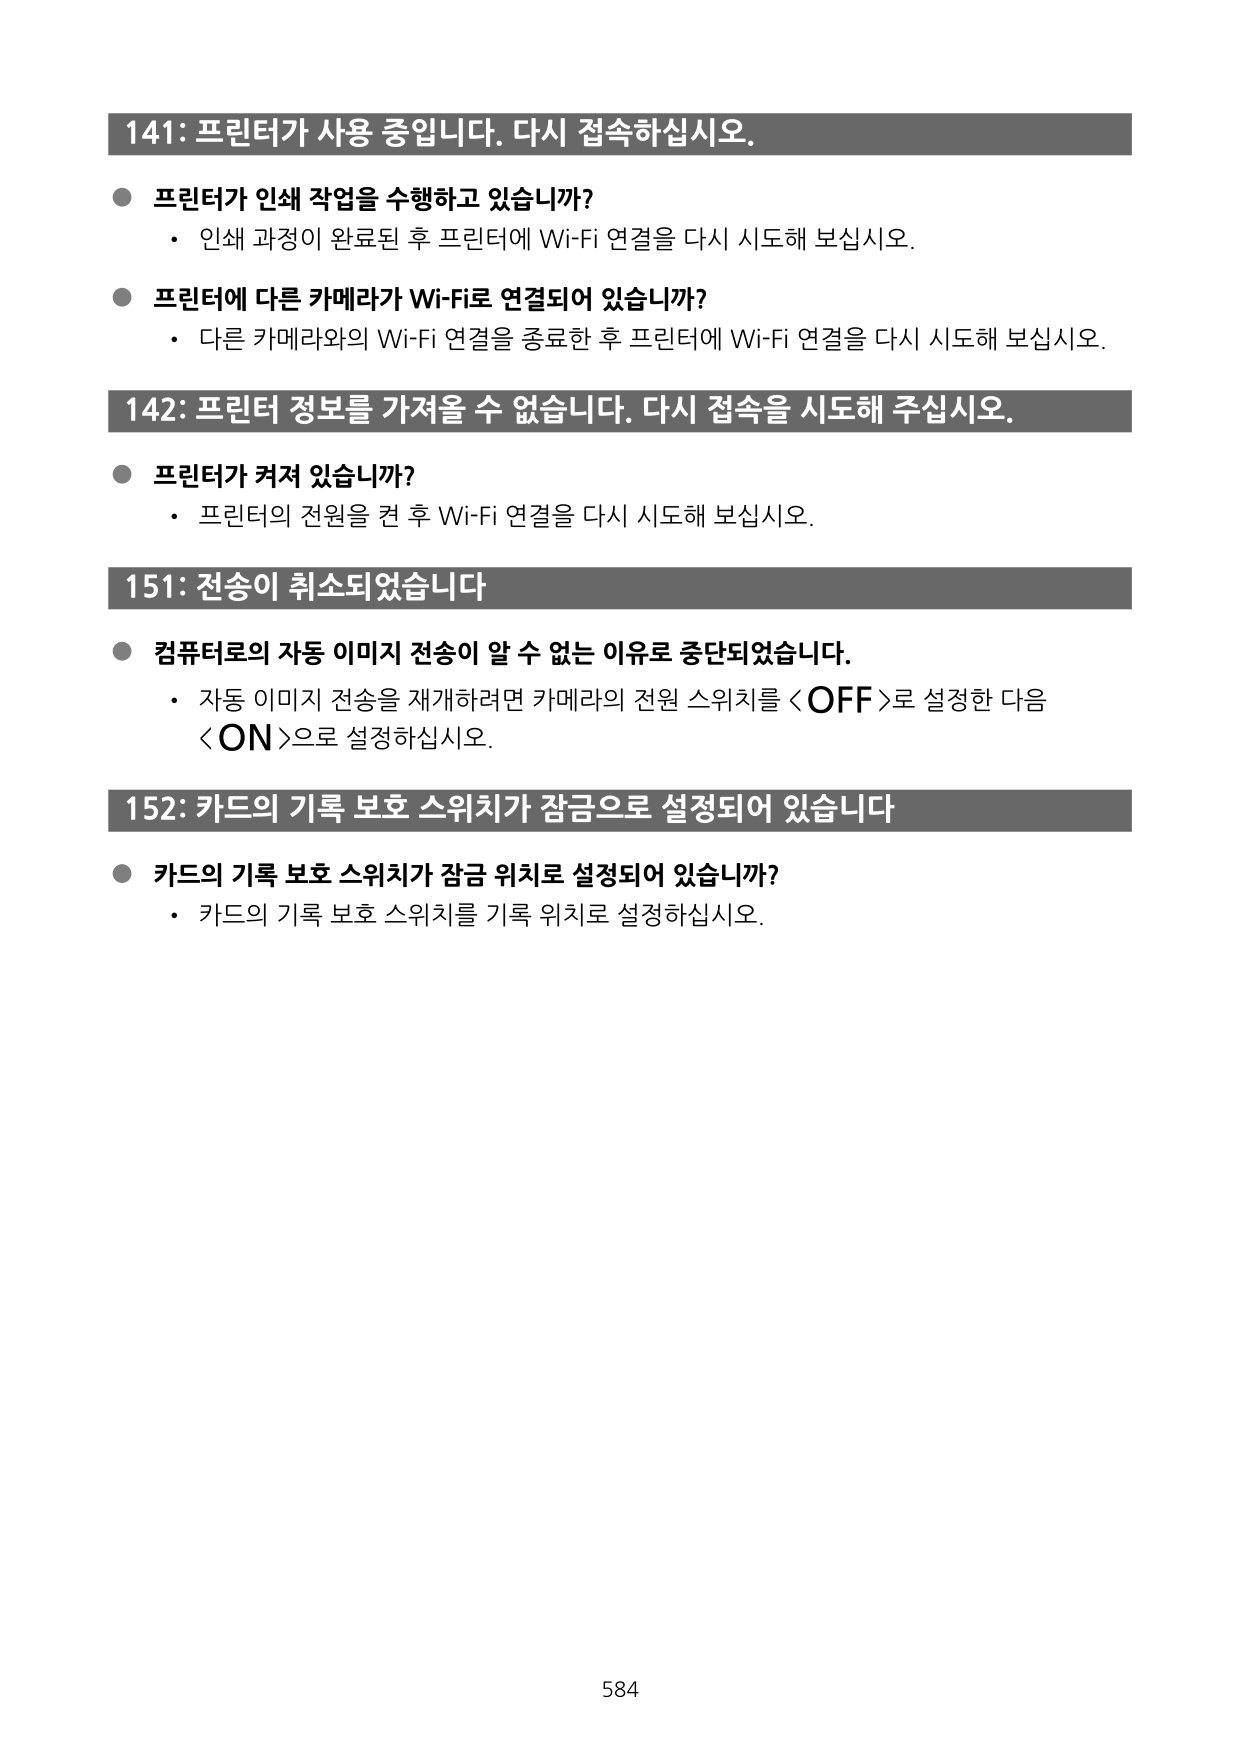 141: 프린터가 사용 중입니다. 다시 접속하십시오.
● 프린터가 인쇄 작업을 수행하고 있습니까?
• 인쇄 과정이 완료된 후 프린터에 Wi-Fi 연결을 다시 시도해 보십시오.
● 프린터에 다른 카메라가 Wi-Fi로 연결되어 있습니까?
• 다른 카메라와의 Wi-Fi 연결을 종료한 후 프린터에 Wi-Fi 연결을 다시 시도해 보십시오.
142: 프린터 정보를 가져올 수 없습니다. 다시 접속을 시도해 주십시오.
● 프린터가 켜져 있습니까?
• 프린터의 전원을 켠 후 Wi-Fi 연결을 다시 시도해 보십시오.
151: 전송이 취소되었습니다
● 컴퓨터로의 자동 이미지 전송이 알 수 없는 이유로 중단되었습니다.
• 자동 이미지 전송을 재개하려면 카메라의 전원 스위치를 <OFF>로 설정한 다음
<ON>으로 설정하십시오.
152: 카드의 기록 보호 스위치가 잠금으로 설정되어 있습니다
● 카드의 기록 보호 스위치가 잠금 위치로 설정되어 있습니까?
• 카드의 기록 보호 스위치를 기록 위치로 설정하십시오.
584